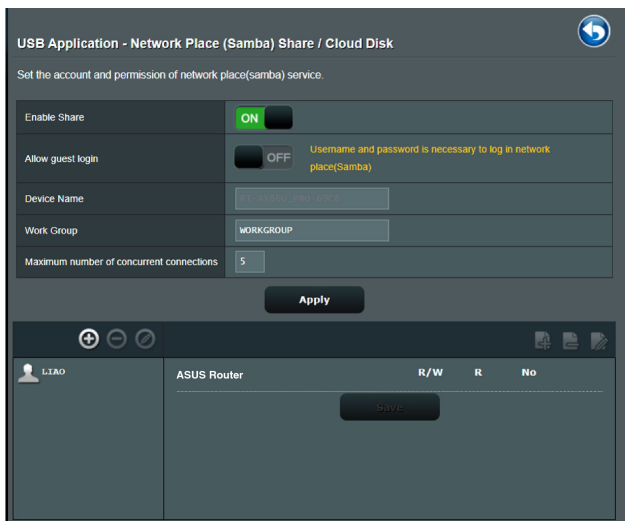 USB Application - Network Place (Samba) Share / Cloud Disk
Set the account and permission of network place(samba) service.
Enable Share
ON
Allow guest login
OFF
Username and password is necessary to log in network
place(Samba)
Device Name
Work Group
WORKGROUP
Maximum number of concurrent connections
5
Apply
LIAO
ASUS Router
R/W
R
No
Save